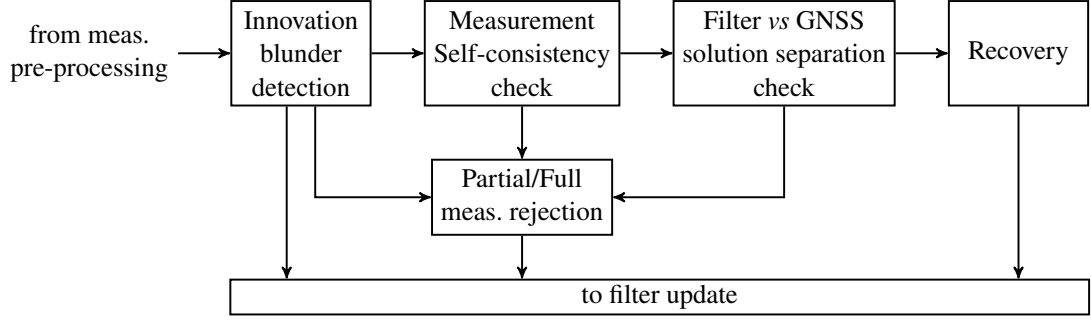 from meas.
pre-processing
Innovation
blunder
detection
Measurement
Self-consistency
check
Filter vs GNSS
solution separation
check
Recovery
Partial/Full
meas. rejection
to filter update